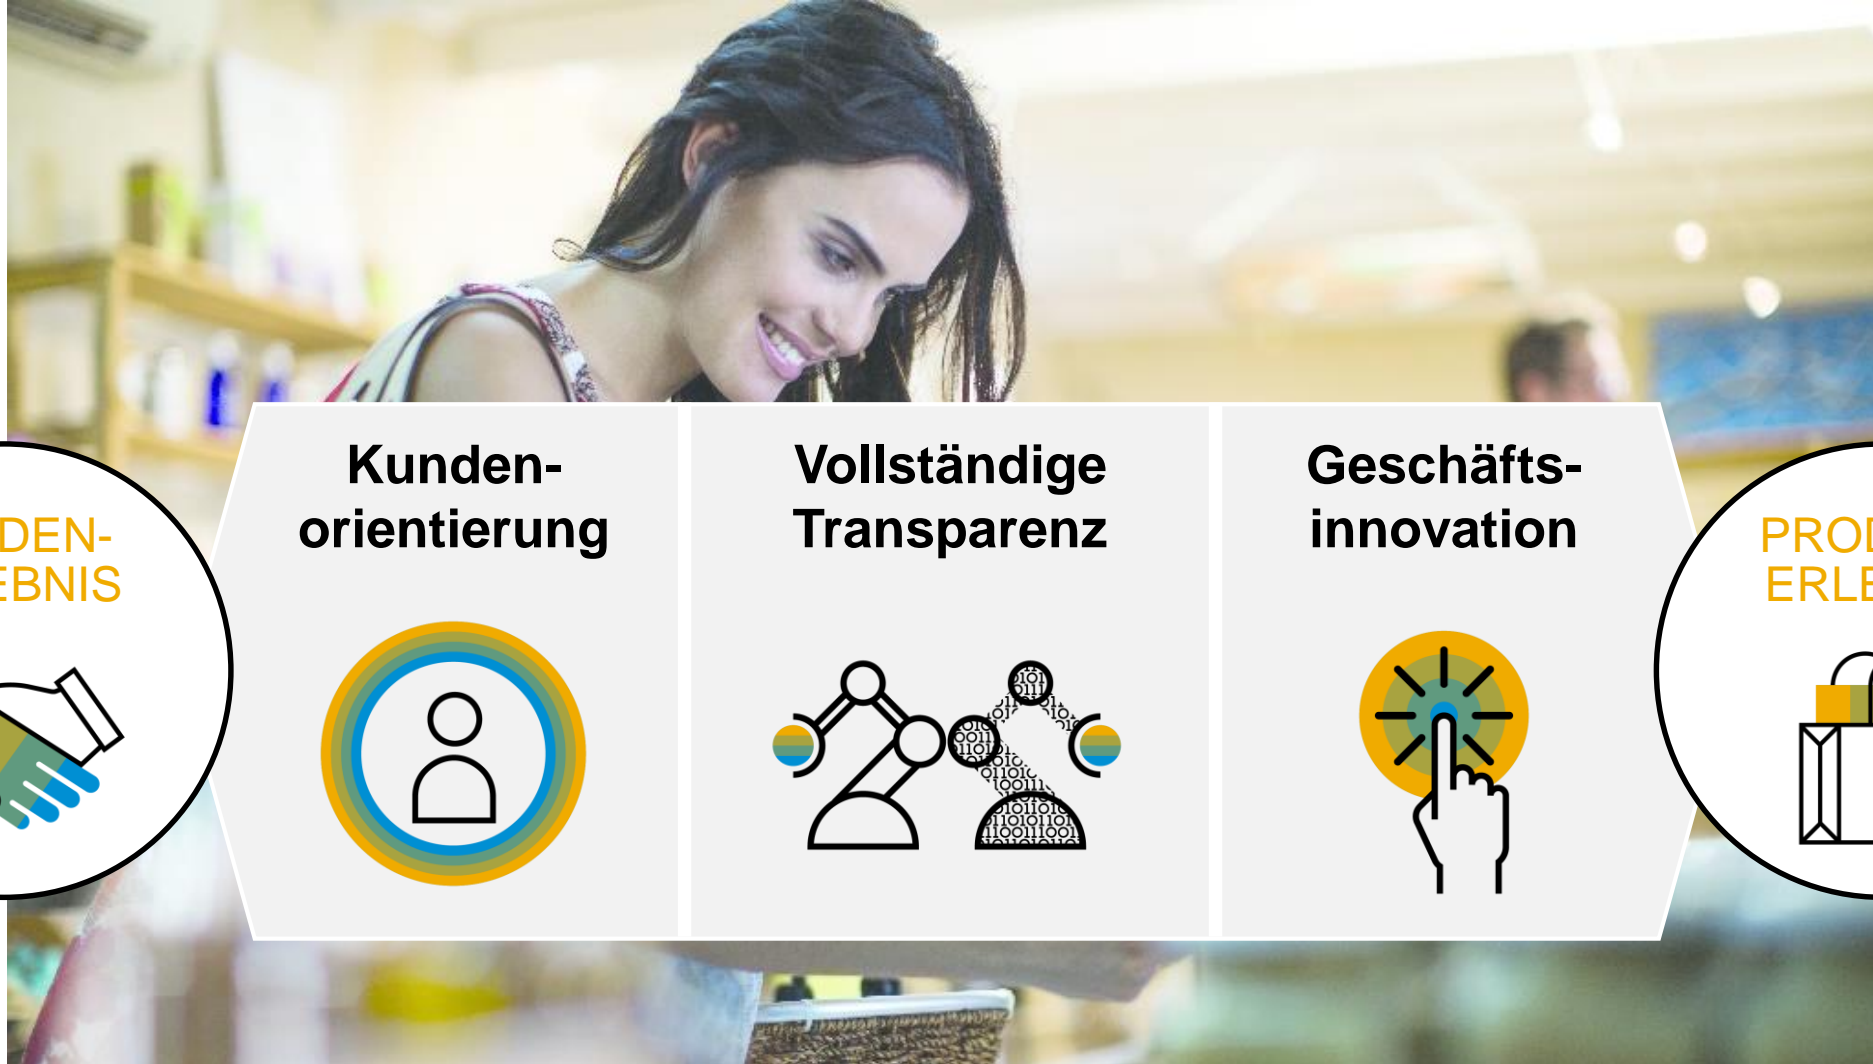 DEN-
EBNIS
Kunden-
orientierung
Vollständige
Transparenz
Geschäfts-
innovation
PROD
ERLE